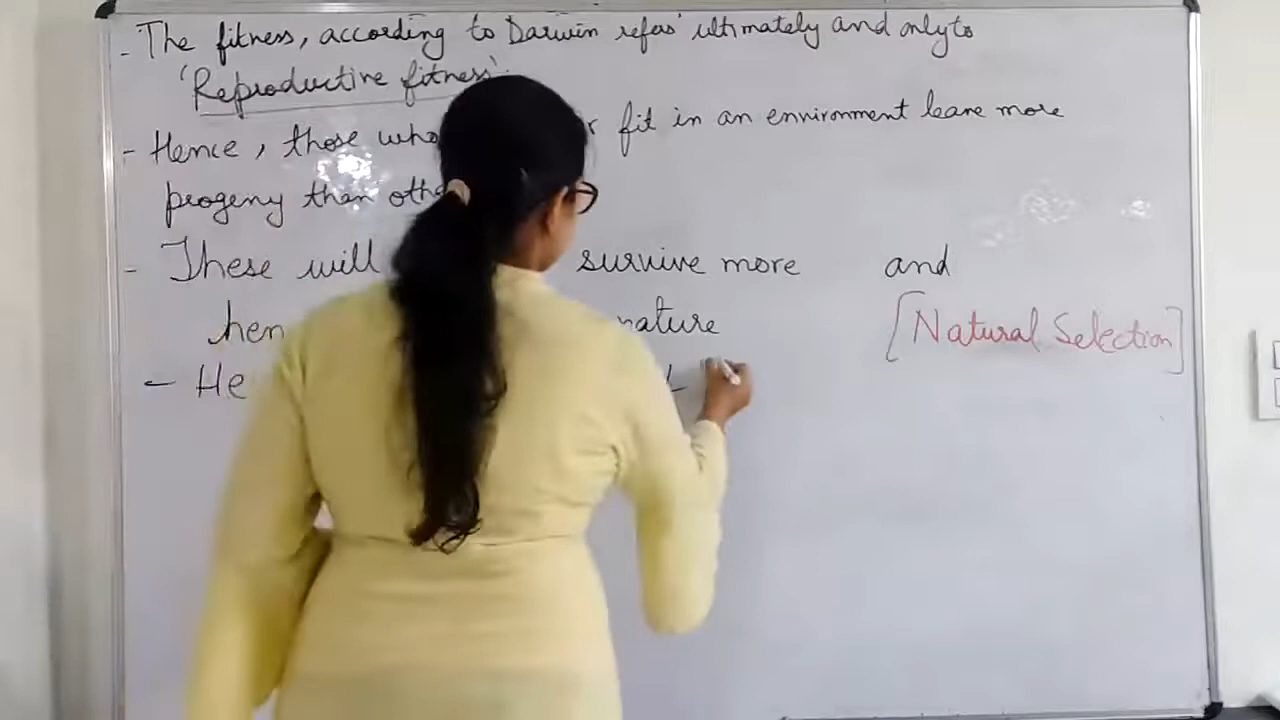 - The fitness, according to Darwin refers ultimately and only to
'Reproductive fitness'.
- Hence, those who r fit in an environment leave more
progeny than othe
- These will survive more and
hen nature [Natural Selection]
- He t